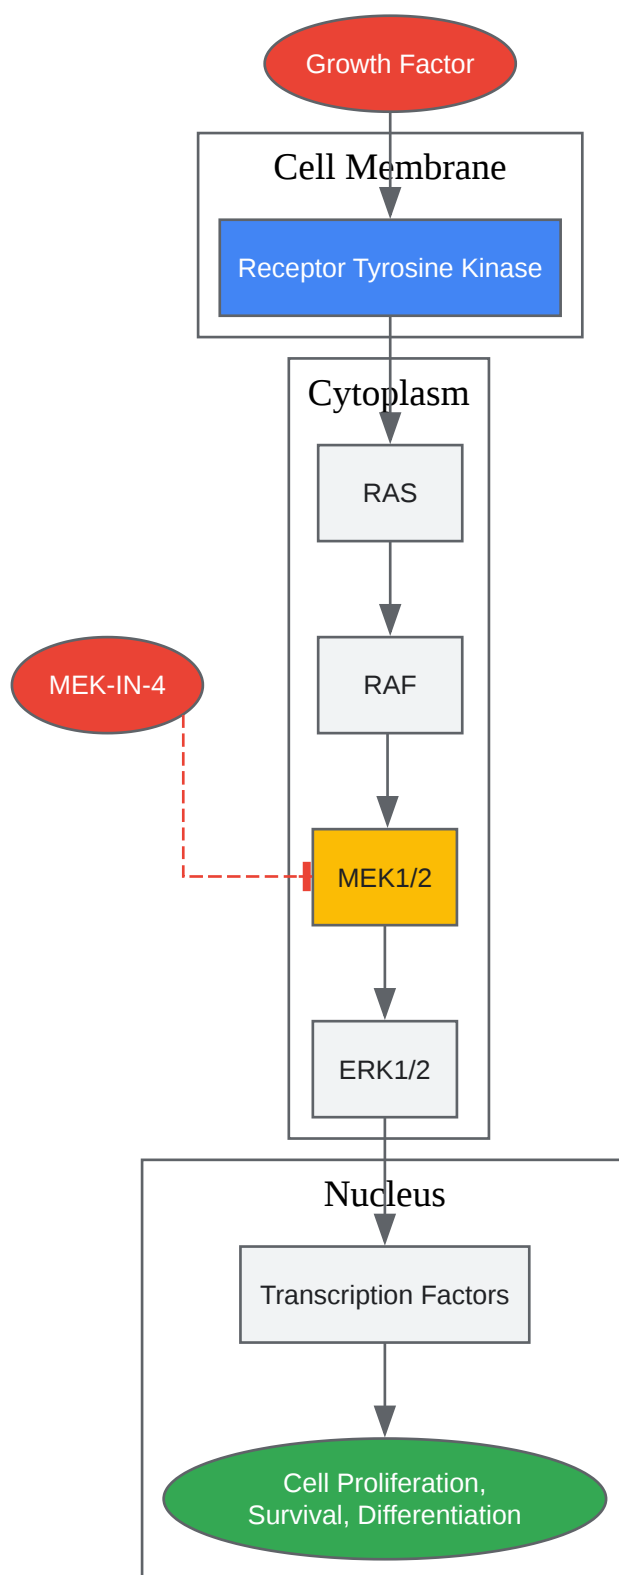 Growth Factor
Cell Membrane
Receptor Tyrosine Kinase
Cytoplasm
RAS
RAF
MEK-IN-4
MEK1/2
ERK1/2
Nucleus
Transcription Factors
Cell Proliferation,
Survival, Differentiation